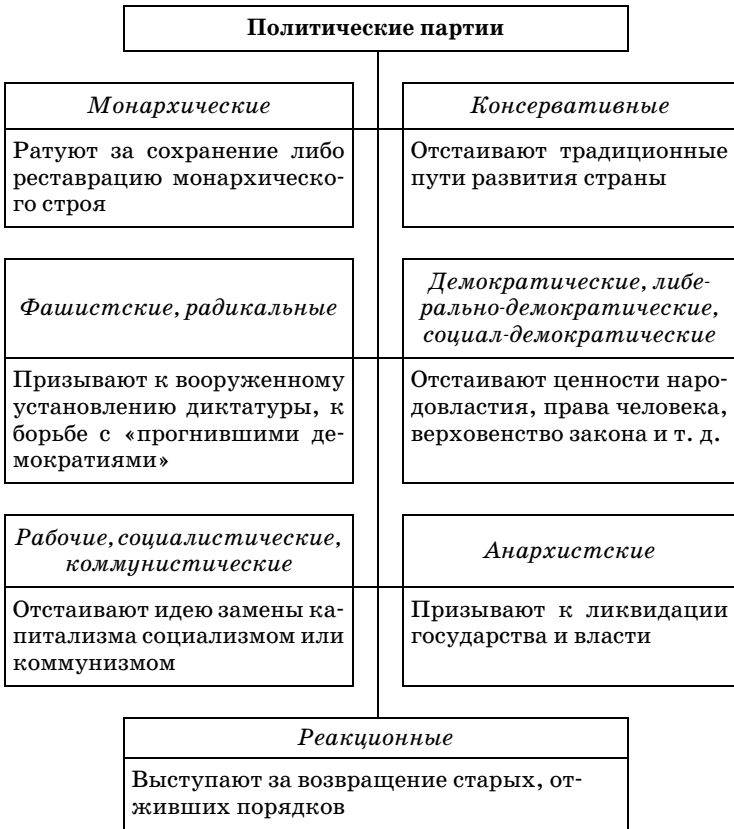 Политические партии
Монархические
Ратуют за сохранение либо
реставрацию монархическо-
го строя
Консервативные
Отстаивают традиционные
пути развития страны
Фашистские, радикальные
Призывают к вооруженному
установлению диктатуры, к
борьбе с «прогнившими де-
мократиями»
Демократические, либе-
рально-демократические,
социал-демократические
Отстаивают ценности наро-
довластия, права человека,
верховенство закона и т. д.
Рабочие, социалистические,
коммунистические
Отстаивают идею замены ка-
питализма социализмом или
коммунизмом
Анархистские
Призывают к ликвидации
государства и власти
Реакционные
Выступают за возвращение старых, от-
живших порядков